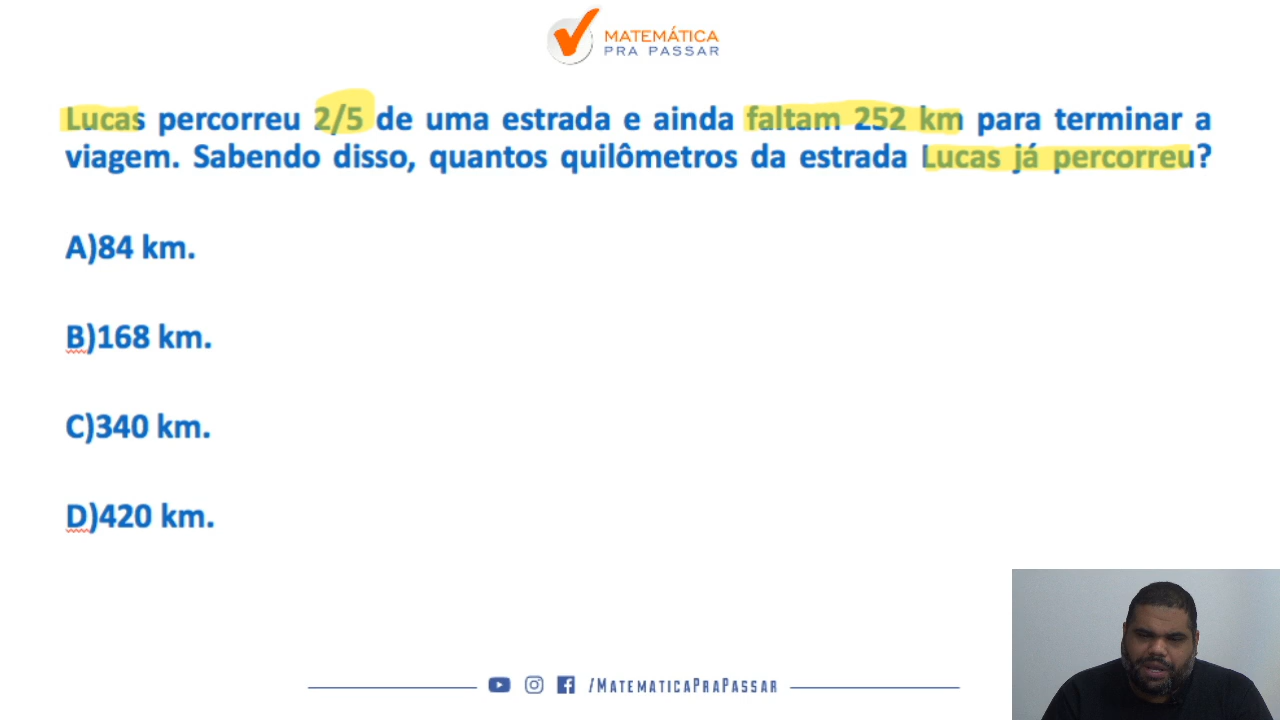 MATEMÁTICA
PRA PASSAR
Lucas percorreu 2/5 de uma estrada e ainda faltam 252 km para terminar a
viagem. Sabendo disso, quantos quilômetros da estrada Lucas já percorreu?
A)84 km.
B)168 km.
C)340 km.
D)420 km.
/MATEMATICAPRAPASSAR